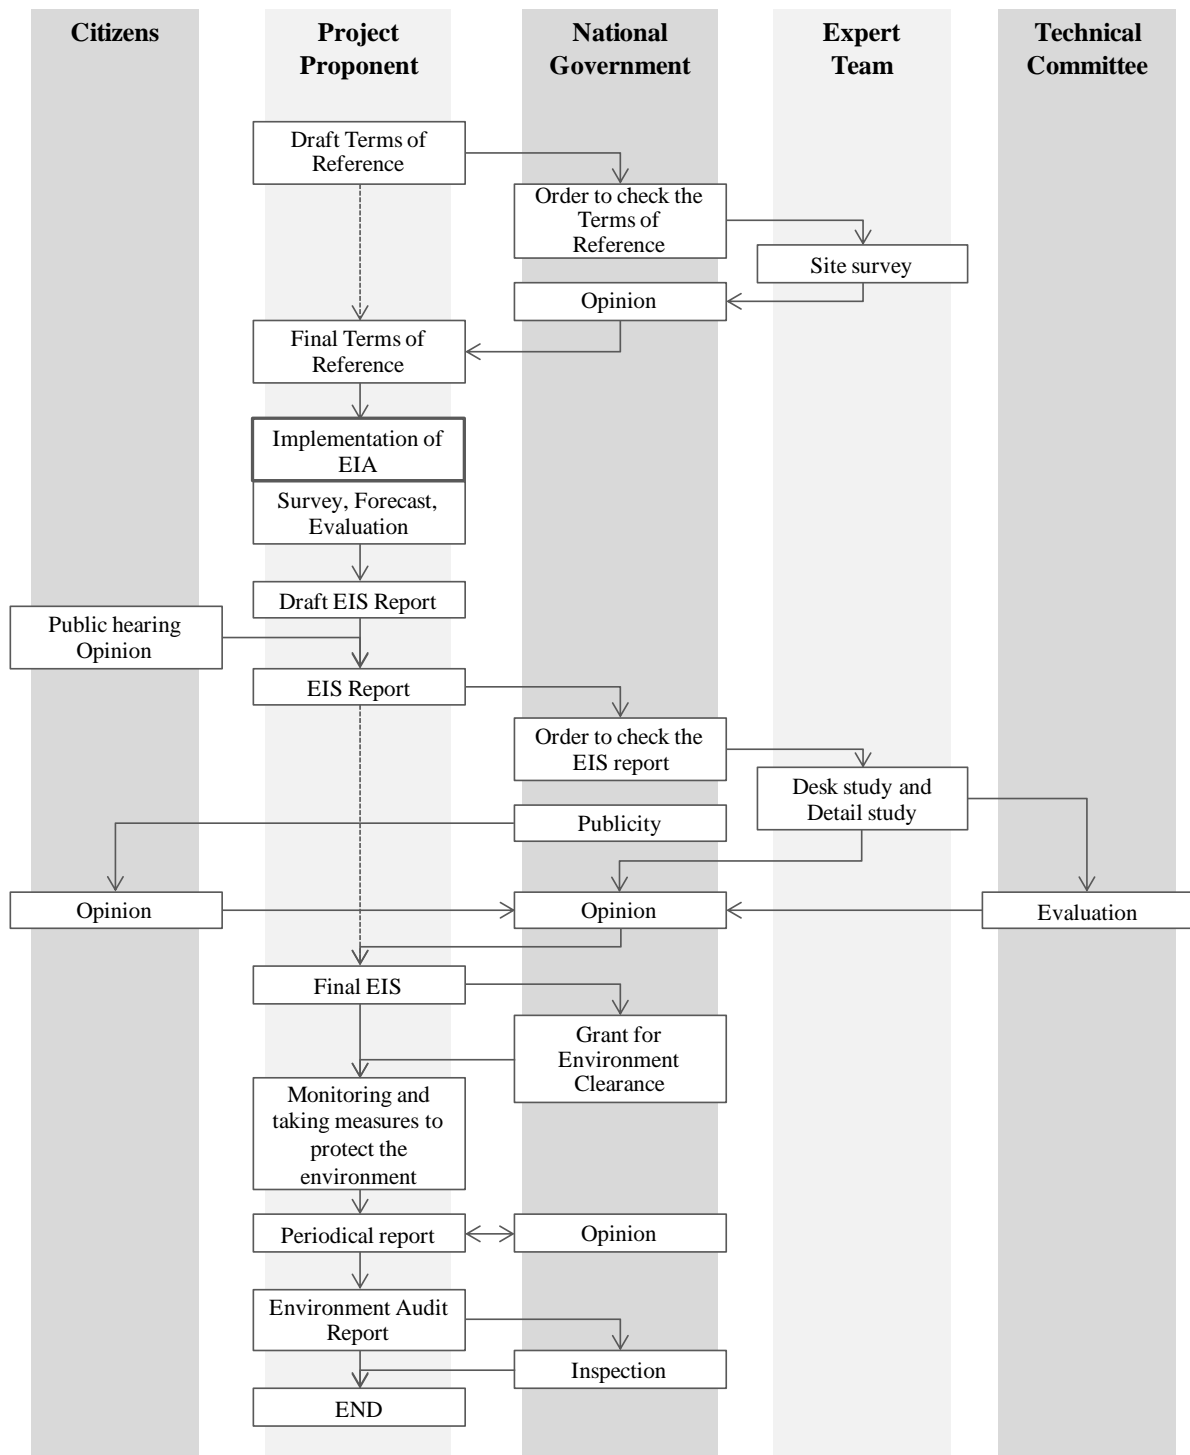 Citizens
Project
Proponent
National
Government
Expert
Team
Technical
Committee
Draft Terms of
Reference
Order to check the
Terms of
Reference
Site survey
Opinion
Final Terms of
Reference
Implementation of
EIA
Survey, Forecast,
Evaluation
Draft EIS Report
Public hearing
Opinion
EIS Report
Order to check the
EIS report
Desk study and
Detail study
Publicity
Opinion
Opinion
Evaluation
Final EIS
Grant for
Environment
Clearance
Monitoring and
taking measures to
protect the
environment
Periodical report
Opinion
Environment Audit
Report
Inspection
END